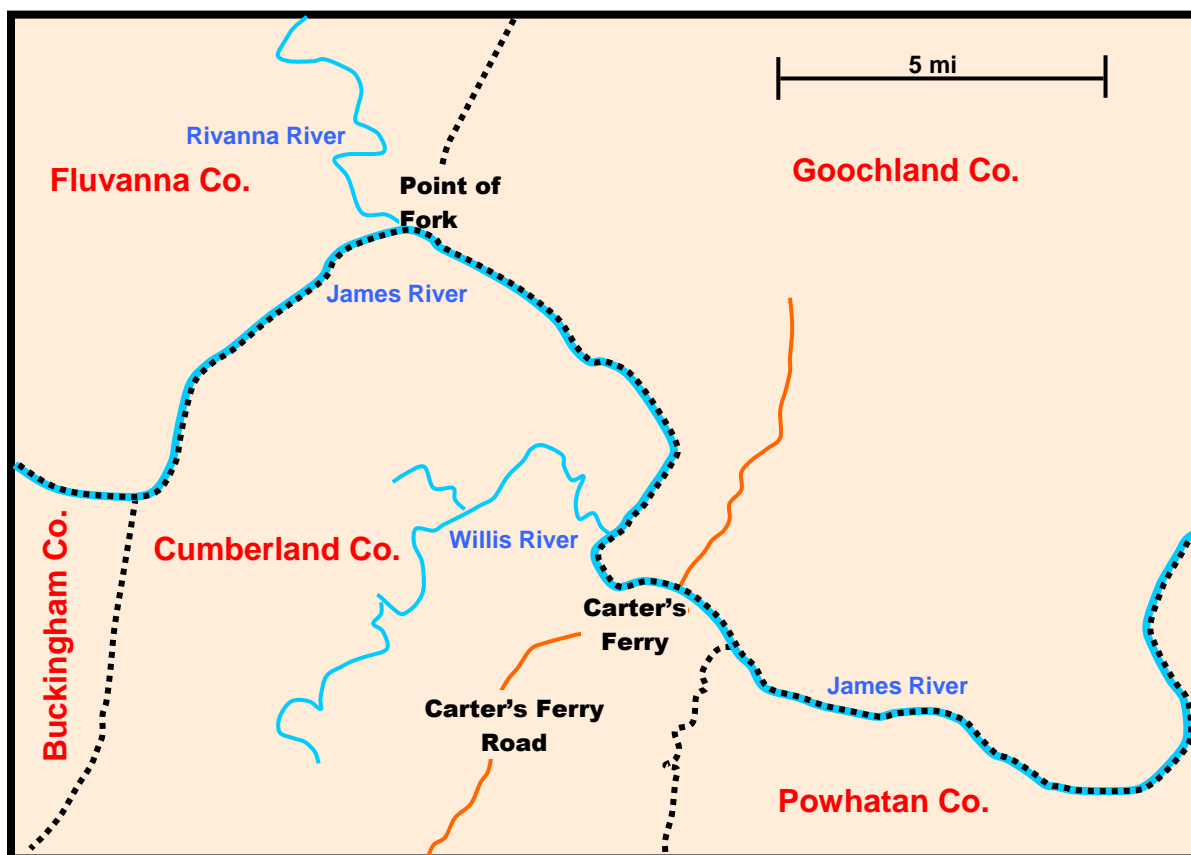 5 mi
Rivanna River
Fluvanna Co.
Goochland Co.
Point of
Fork
James River
Willis River
Cumberland Co.
Buckingham Co.
Carter's
Ferry
James River
Carter's Ferry
Road
Powhatan Co.